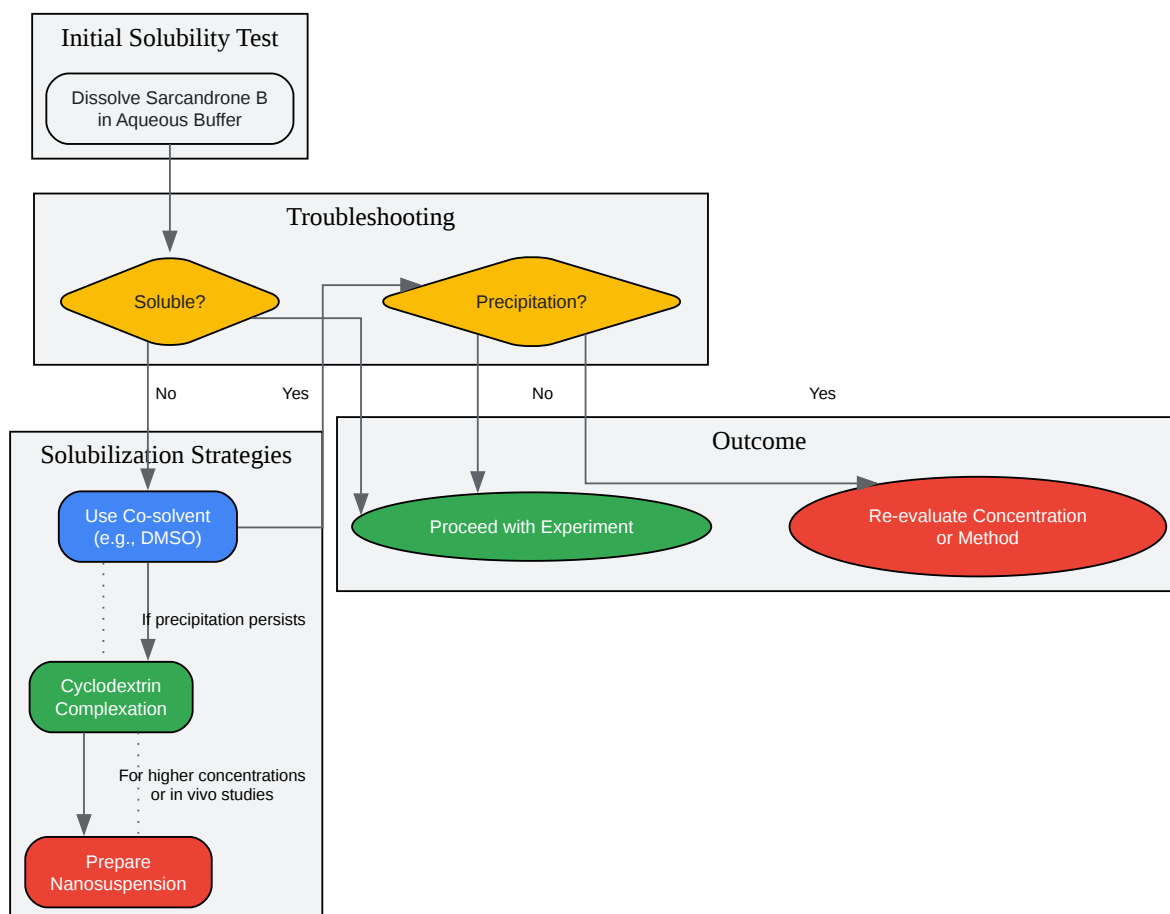 Initial Solubility Test
Dissolve Sarcandrone B
in Aqueous Buffer
Troubleshooting
Soluble?
Precipitation?
No
Yes
No
Yes
Solubilization Strategies
Outcome
Use Co-solvent
(e.g., DMSO)
Proceed with Experiment
Re-evaluate Concentration
or Method
If precipitation persists
Cyclodextrin
Complexation
For higher concentrations
or in vivo studies
Prepare
Nanosuspension